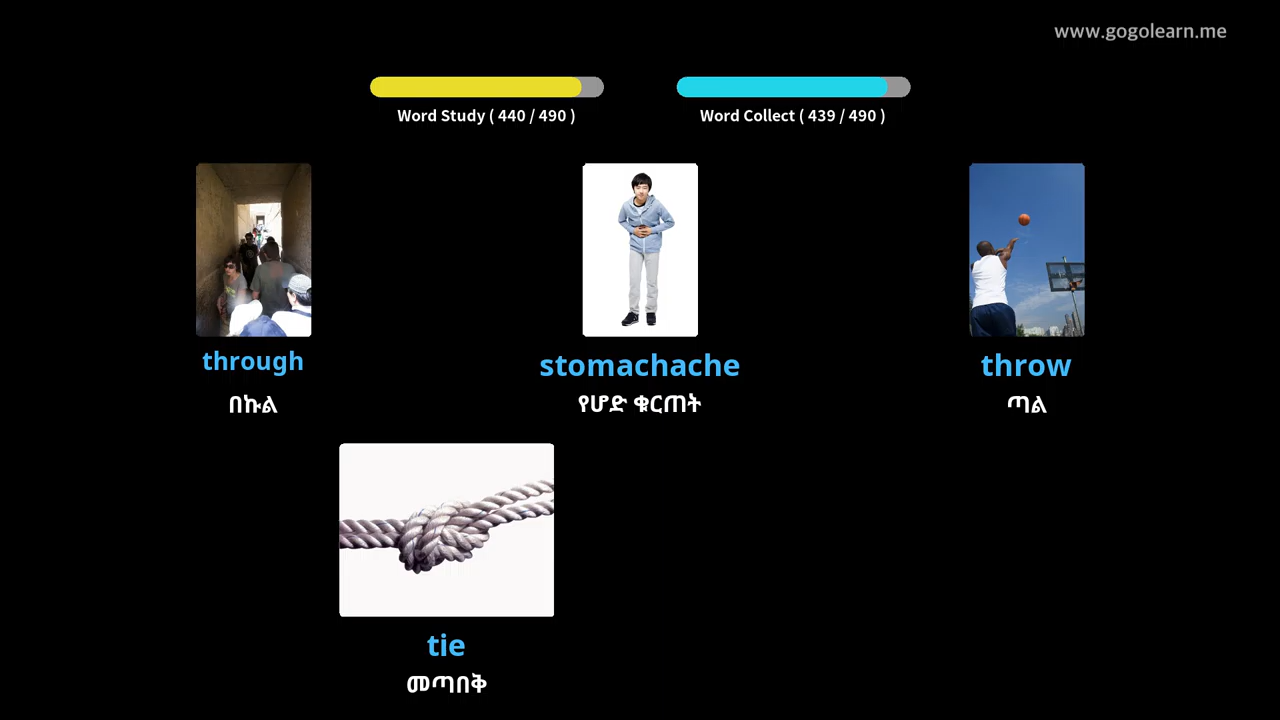 www.gogolearn.me
Word Study ( 440 / 490 )
Word Collect ( 439 / 490 )
through
stomachache
throw
በኩል
የሆድ ቁርጠት
ጣል
tie
መጣበቅ